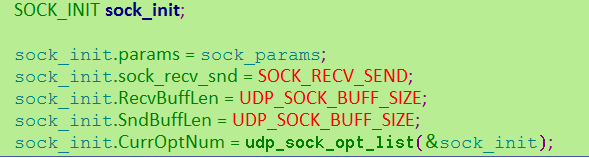 SOCK_INIT sock_init;
sock_init.params = sock_params;
sock_init.sock_recv_snd = SOCK_RECV_SEND;
sock_init.RecvBuffLen = UDP_SOCK_BUFF_SIZE;
sock_init.SndBuffLen = UDP_SOCK_BUFF_SIZE;
sock_init.CurrOptNum = udp_sock_opt_list(&sock_init);